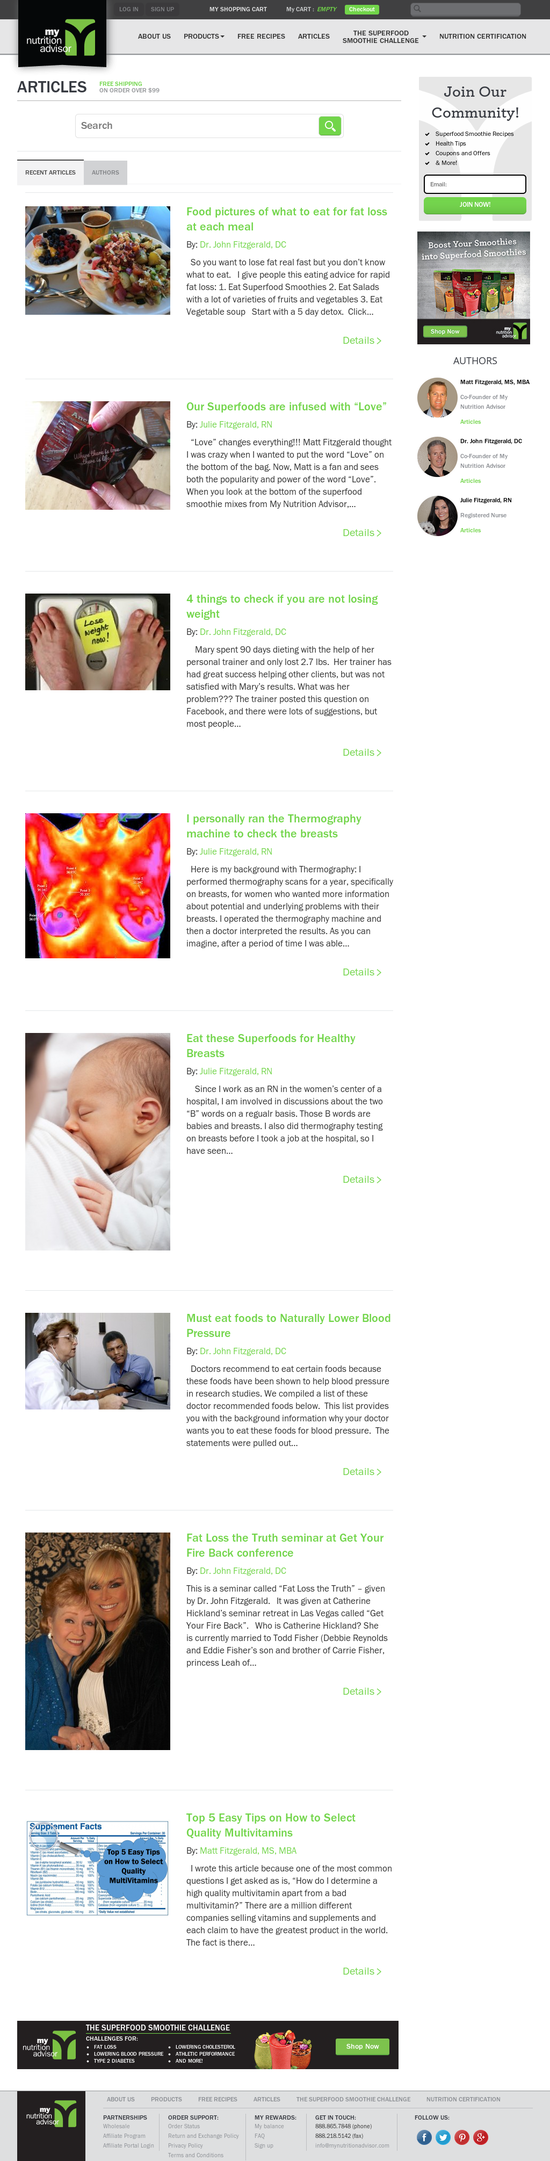 LOG IN SIGN UP MY SHOPPING CART My CART : EMPTY Checkout
my
nutrition
advisor
ABOUT US PRODUCTS FREE RECIPES ARTICLES THE SUPERFOOD SMOOTHIE CHALLENGE NUTRITION CERTIFICATION
ARTICLES
FREE SHIPPING
ON ORDER OVER $99
Search
RECENT ARTICLES AUTHORS
Food pictures of what to eat for fat loss
at each meal
By: Dr. John Fitzgerald, DC
So you want to lose fat real fast but you don't know
what to eat. I give people this eating advice for rapid
fat loss: 1. Eat Superfood Smoothies 2. Eat Salads
with a lot of varieties of fruits and vegetables 3. Eat
Vegetable soup Start with a 5 day detox. Click...
Details >
Our Superfoods are infused with “Love”
By: Julie Fitzgerald, RN
“Love” changes everything!!! Matt Fitzgerald thought
I was crazy when I wanted to put the word “Love” on
the bottom of the bag. Now, Matt is a fan and sees
both the popularity and power of the word “Love”.
When you look at the bottom of the superfood
smoothie mixes from My Nutrition Advisor,...
Details >
Lose
weight
now!
4 things to check if you are not losing
weight
By: Dr. John Fitzgerald, DC
Mary spent 90 days dieting with the help of her
personal trainer and only lost 2.7 lbs. Her trainer has
had great success helping other clients, but was not
satisfied with Mary's results. What was her
problem??? The trainer posted this question on
Facebook, and there were lots of suggestions, but
most people...
Details >
I personally ran the Thermography
machine to check the breasts
By: Julie Fitzgerald, RN
Here is my background with Thermography: I
performed thermography scans for a year, specifically
on breasts, for women who wanted more information
about potential and underlying problems with their
breasts. I operated the thermography machine and
then a doctor interpreted the results. As you can
imagine, after a period of time I was able...
Details >
Eat these Superfoods for Healthy
Breasts
By: Julie Fitzgerald, RN
Since I work as an RN in the women's center of a
hospital, I am involved in discussions about the two
“B” words on a regualr basis. Those B words are
babies and breasts. I also did thermography testing
on breasts before I took a job at the hospital, so I
have seen...
Details >
Must eat foods to Naturally Lower Blood
Pressure
By: Dr. John Fitzgerald, DC
Doctors recommend to eat certain foods because
these foods have been shown to help blood pressure
in research studies. We compiled a list of these
doctor recommended foods below. This list provides
you with the background information why your doctor
wants you to eat these foods for blood pressure. The
statements were pulled out...
Details >
Fat Loss the Truth seminar at Get Your
Fire Back conference
By: Dr. John Fitzgerald, DC
This is a seminar called “Fat Loss the Truth” – given
by Dr. John Fitzgerald. It was given at Catherine
Hickland's seminar retreat in Las Vegas called “Get
Your Fire Back”. Who is Catherine Hickland? She
is currently married to Todd Fisher (Debbie Reynolds
and Eddie Fisher's son and brother of Carrie Fisher,
princess Leah of...
Details >
Supplement Facts
Top 5 Easy Tips
on How to Select
Quality
MultiVitamins
Top 5 Easy Tips on How to Select
Quality Multivitamins
By: Matt Fitzgerald, MS, MBA
I wrote this article because one of the most common
questions I get asked as is, “How do I determine a
high quality multivitamin apart from a bad
multivitamin?” There are a million different
companies selling vitamins and supplements and
each claim to have the greatest product in the world.
The fact is there...
Details >
Join Our
Community!
Superfood Smoothie Recipes
Health Tips
Coupons and Offers
& More!
Email:
JOIN NOW!
Boost Your Smoothies
into Superfood Smoothies
Shop Now
my
nutrition
advisor
AUTHORS
Matt Fitzgerald, MS, MBA
Co-Founder of My
Nutrition Advisor
Articles
Dr. John Fitzgerald, DC
Co-Founder of My
Nutrition Advisor
Articles
Julie Fitzgerald, RN
Registered Nurse
Articles
my
nutrition
advisor
THE SUPERFOOD SMOOTHIE CHALLENGE
CHALLENGES FOR:
FAT LOSS LOWERING CHOLESTEROL
LOWERING BLOOD PRESSURE ATHLETIC PERFORMANCE
TYPE 2 DIABETES AND MORE!
Shop Now
my
nutrition
advisor
ABOUT US PRODUCTS FREE RECIPES ARTICLES THE SUPERFOOD SMOOTHIE CHALLENGE NUTRITION CERTIFICATION
PARTNERSHIPS
Wholesale
Affiliate Program
Affiliate Portal Login
ORDER SUPPORT:
Order Status
Return and Exchange Policy
Privacy Policy
Terms and Conditions
MY REWARDS:
My balance
FAQ
Sign up
GET IN TOUCH:
888.865.7848 (phone)
888.218.5142 (fax)
info@mynutritionadvisor.com
FOLLOW US: